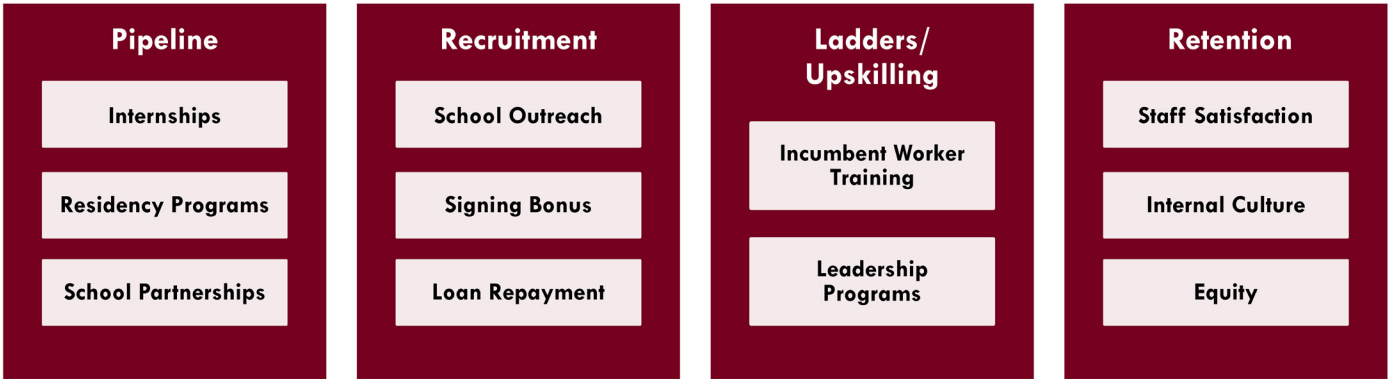 Pipeline
Internships
Residency Programs
School Partnerships
Recruitment
School Outreach
Signing Bonus
Loan Repayment
Ladders/
Upskilling
Incumbent Worker
Training
Leadership
Programs
Retention
Staff Satisfaction
Internal Culture
Equity